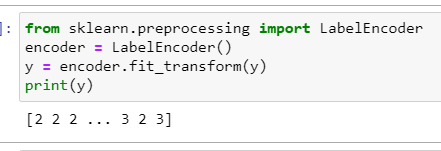 ]: from sklearn.preprocessing import LabelEncoder
encoder = LabelEncoder()
y = encoder.fit_transform(y)
print(y)
[2 2 2 ... 3 2 3]